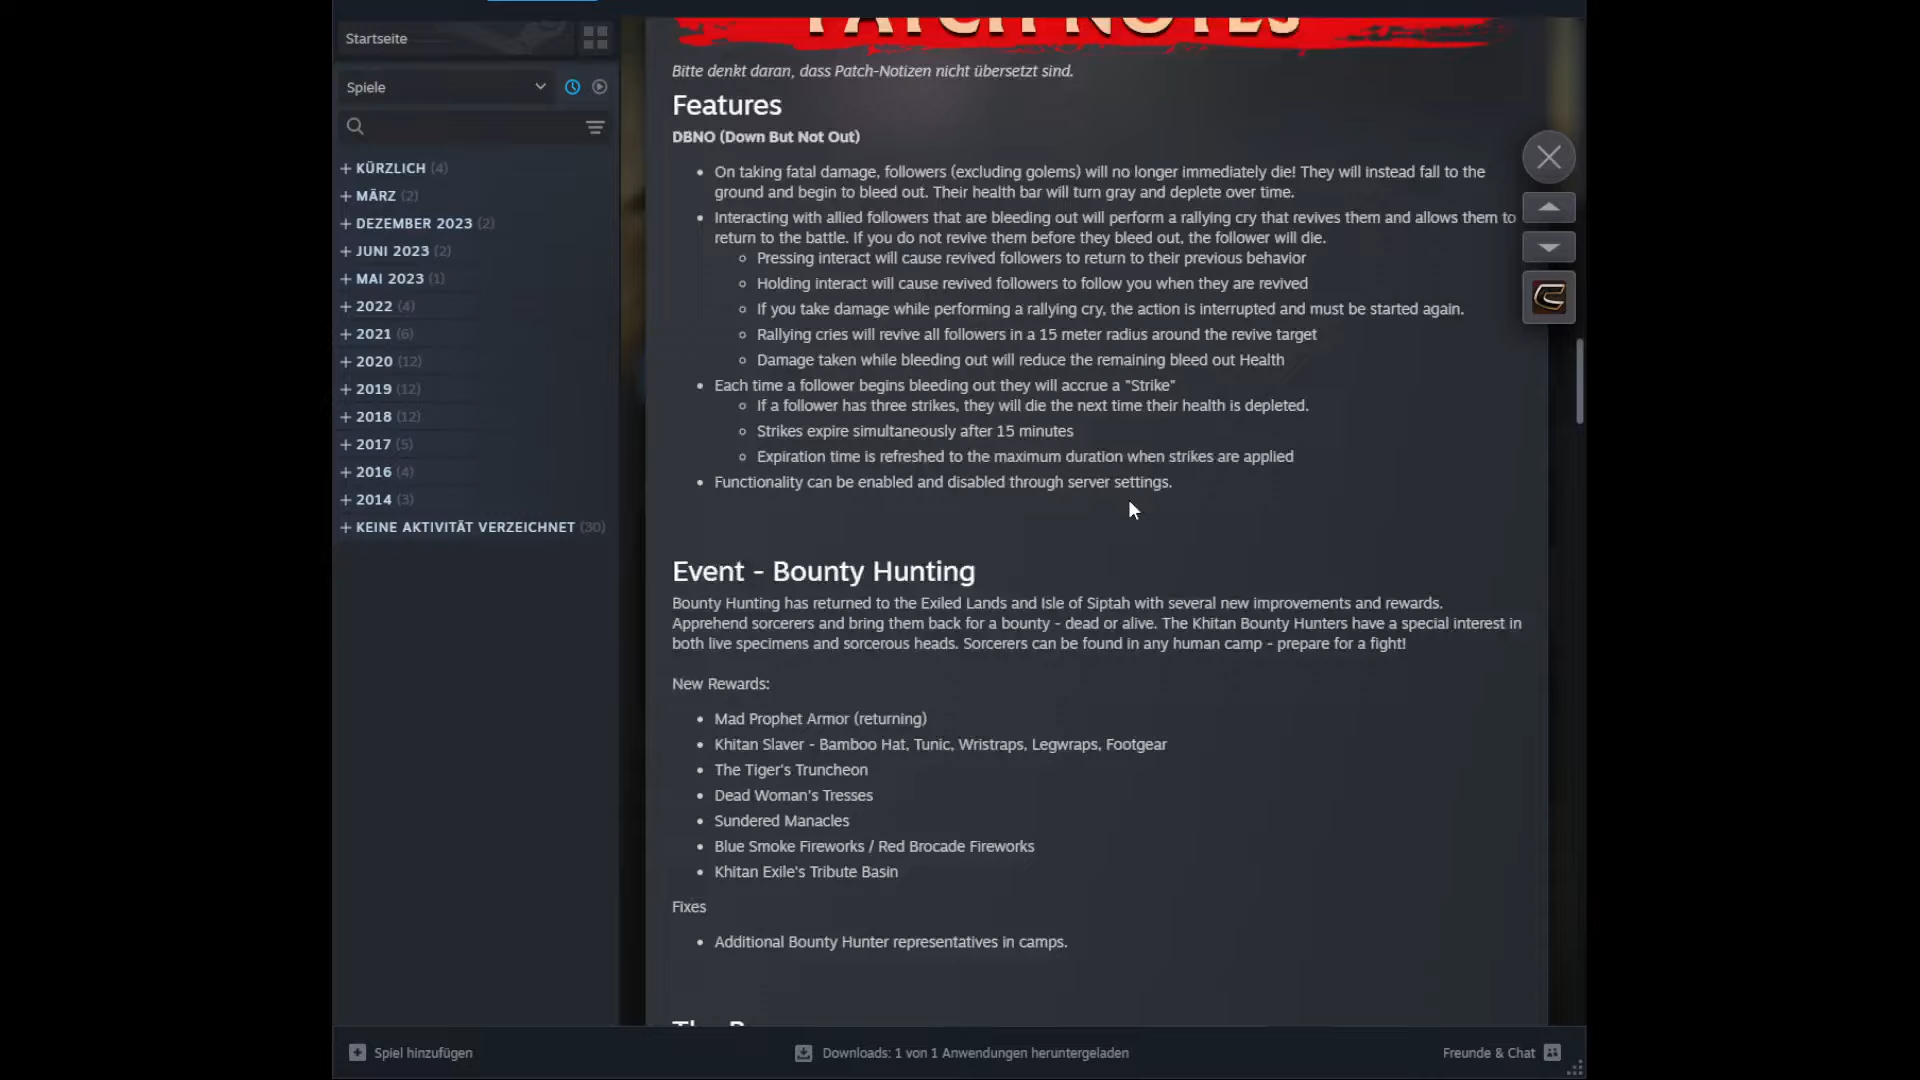 PATCH NOTES
Startseite
Spiele
+ KÜRZLICH (4)
+ MÄRZ (2)
+ DEZEMBER 2023 (2)
+ JUNI 2023 (2)
+ MAI 2023 (1)
+ 2022 (4)
+ 2021 (6)
+ 2020 (12)
+ 2019 (12)
+ 2018 (12)
+ 2017 (5)
+ 2016 (4)
+ 2014 (3)
+ KEINE AKTIVITÄT VERZEICHNET (30)
Bitte denkt daran, dass Patch-Notizen nicht übersetzt sind.
Features
DBNO (Down But Not Out)
• On taking fatal damage, followers (excluding golems) will no longer immediately die! They will instead fall to the
ground and begin to bleed out. Their health bar will turn gray and deplete over time.
• Interacting with allied followers that are bleeding out will perform a rallying cry that revives them and allows them to
return to the battle. If you do not revive them before they bleed out, the follower will die.
◦ Pressing interact will cause revived followers to return to their previous behavior
◦ Holding interact will cause revived followers to follow you when they are revived
◦ If you take damage while performing a rallying cry, the action is interrupted and must be started again.
◦ Rallying cries will revive all followers in a 15 meter radius around the revive target
◦ Damage taken while bleeding out will reduce the remaining bleed out Health
• Each time a follower begins bleeding out they will accrue a "Strike"
◦ If a follower has three strikes, they will die the next time their health is depleted.
◦ Strikes expire simultaneously after 15 minutes
◦ Expiration time is refreshed to the maximum duration when strikes are applied
• Functionality can be enabled and disabled through server settings.
Event - Bounty Hunting
Bounty Hunting has returned to the Exiled Lands and Isle of Siptah with several new improvements and rewards.
Apprehend sorcerers and bring them back for a bounty - dead or alive. The Khitan Bounty Hunters have a special interest in
both live specimens and sorcerous heads. Sorcerers can be found in any human camp - prepare for a fight!
New Rewards:
• Mad Prophet Armor (returning)
• Khitan Slaver - Bamboo Hat, Tunic, Wristraps, Legwraps, Footgear
• The Tiger's Truncheon
• Dead Woman's Tresses
• Sundered Manacles
• Blue Smoke Fireworks / Red Brocade Fireworks
• Khitan Exile's Tribute Basin
Fixes
• Additional Bounty Hunter representatives in camps.
Spiel hinzufügen
Downloads: 1 von 1 Anwendungen heruntergeladen
Freunde & Chat